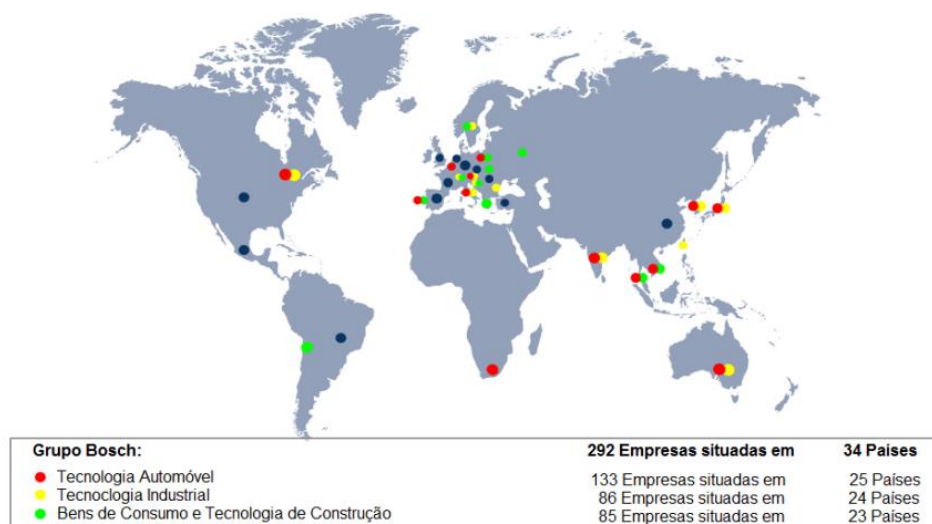 Grupo Bosch: 292 Empresas situadas em 34 Países
Tecnologia Automóvel 133 Empresas situadas em 25 Países
Tecnoclogia Industrial 86 Empresas situadas em 24 Países
Bens de Consumo e Tecnologia de Construção 85 Empresas situadas em 23 Países